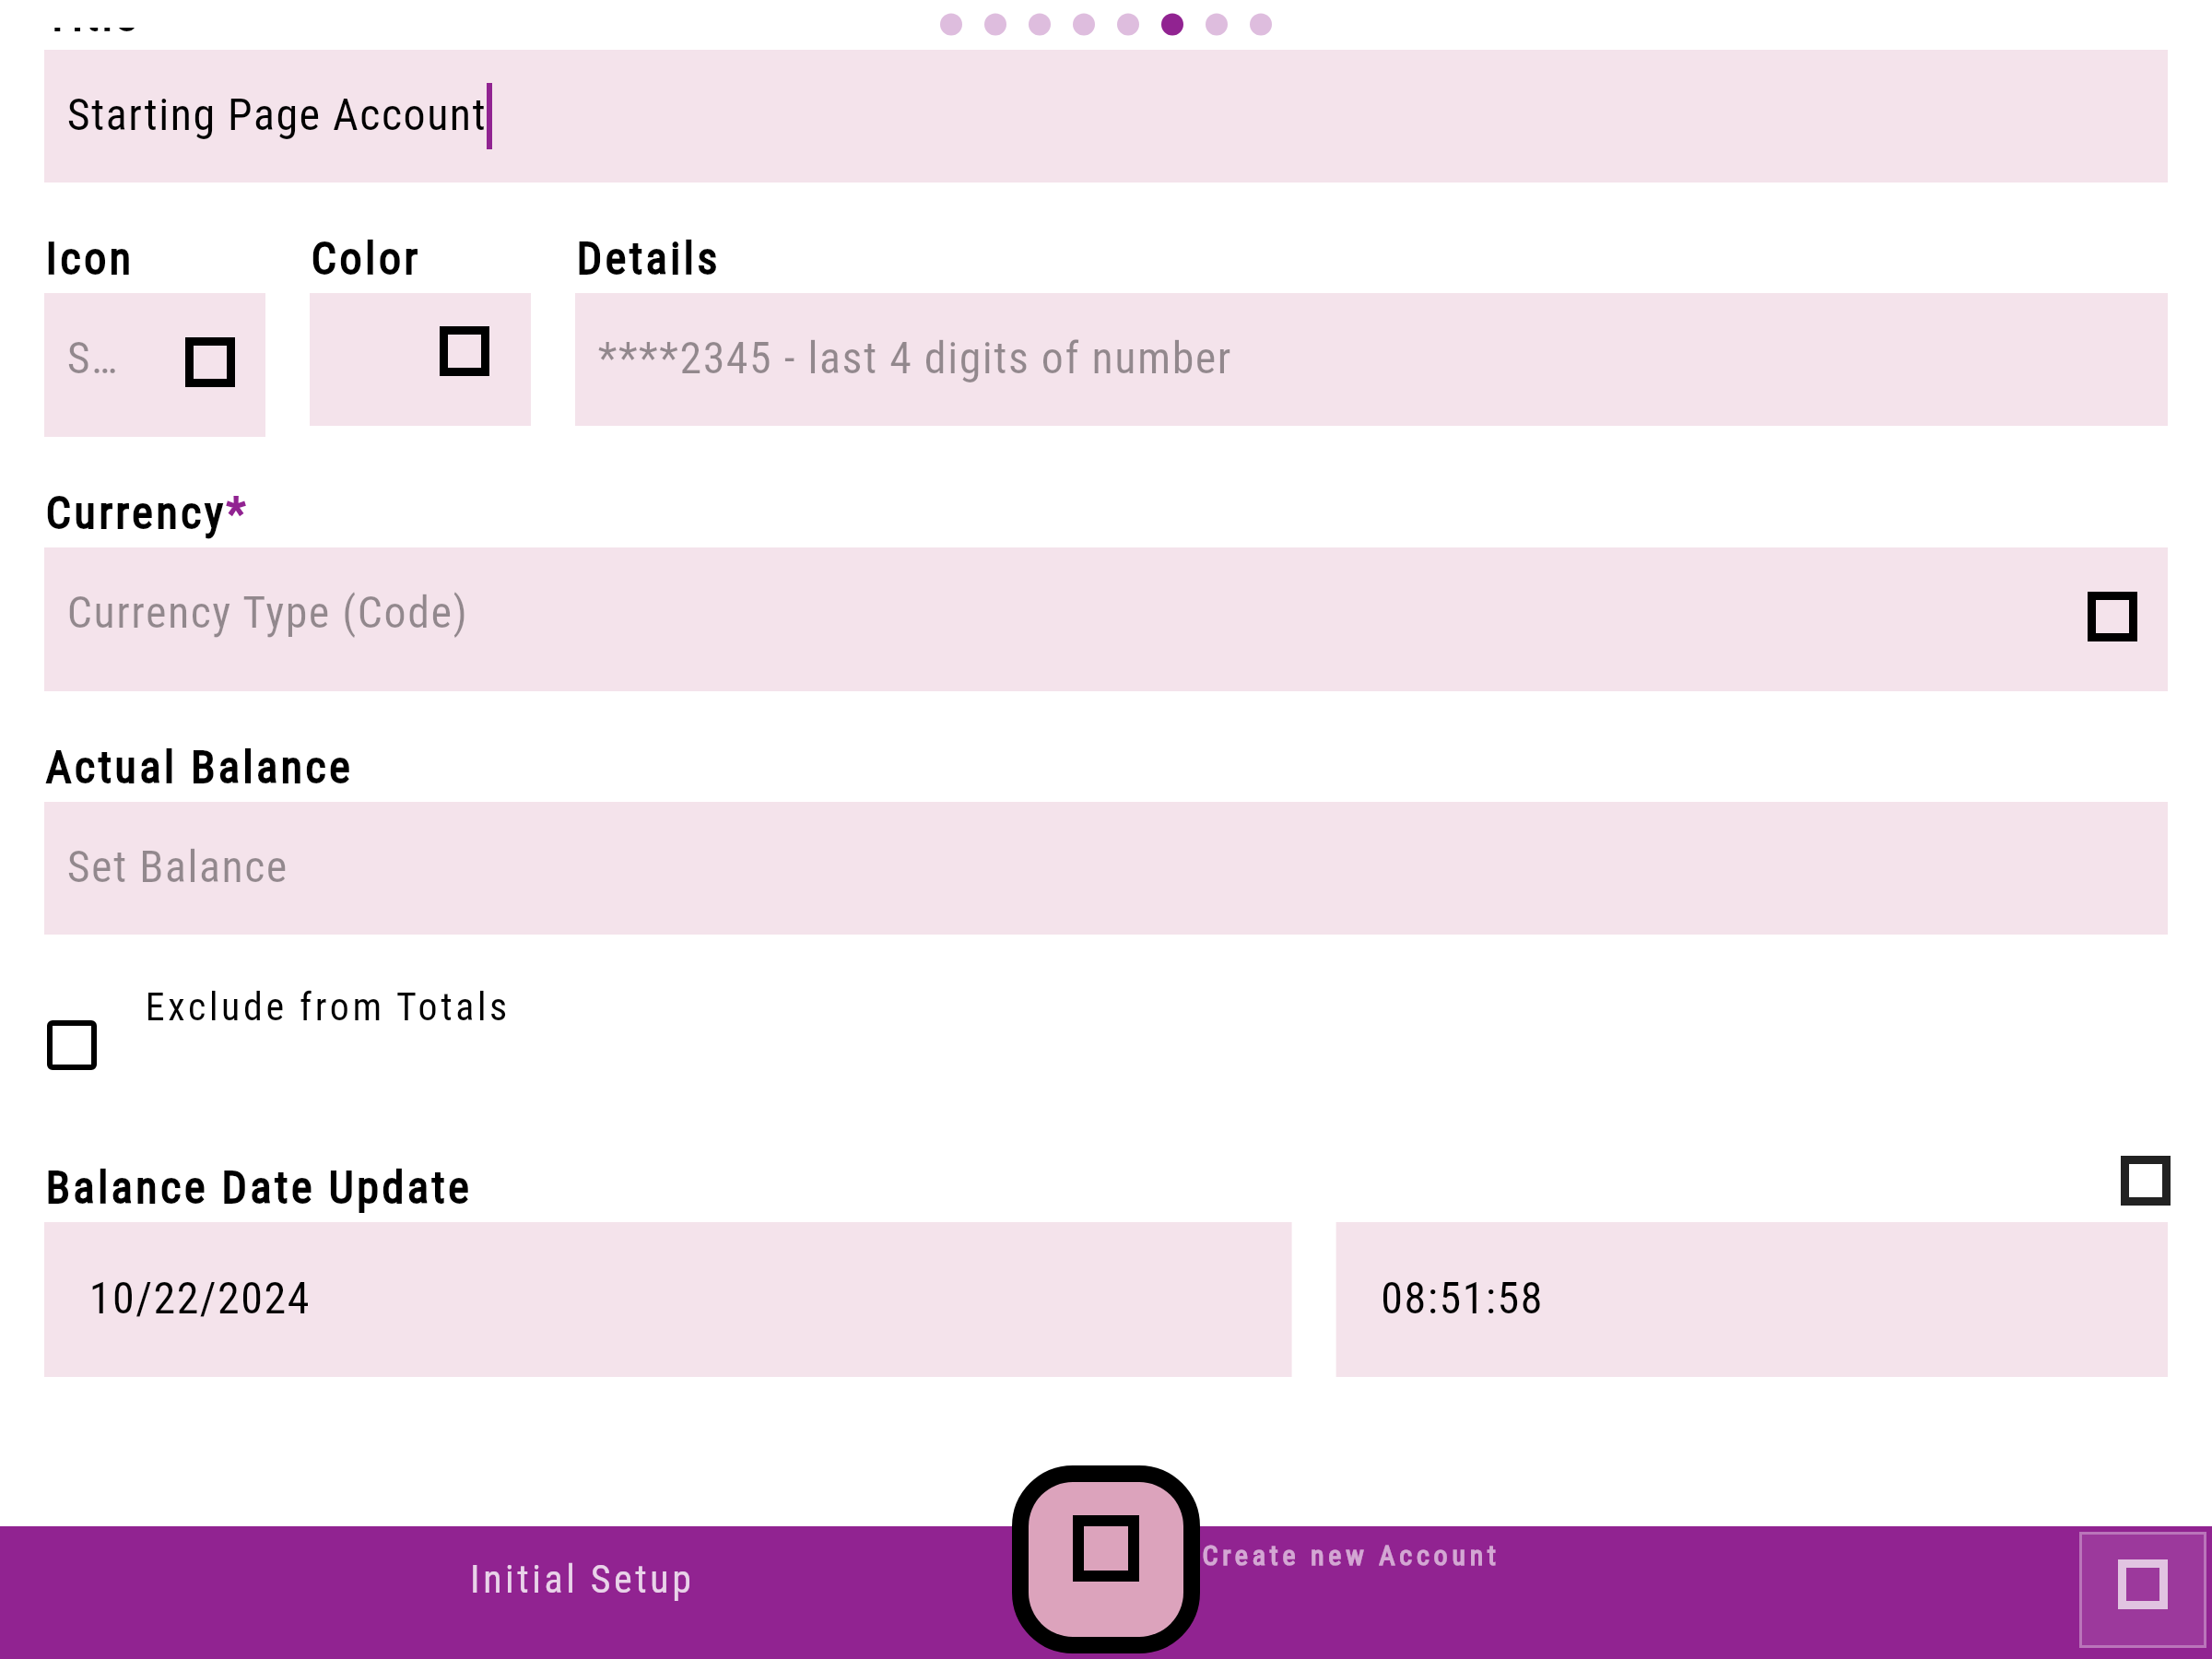 Starting Page Account
Icon Color Details
S… ****2345 - last 4 digits of number
Currency*
Currency Type (Code)
Actual Balance
Set Balance
Exclude from Totals
Balance Date Update
10/22/2024 08:51:58
Initial Setup Create new Account